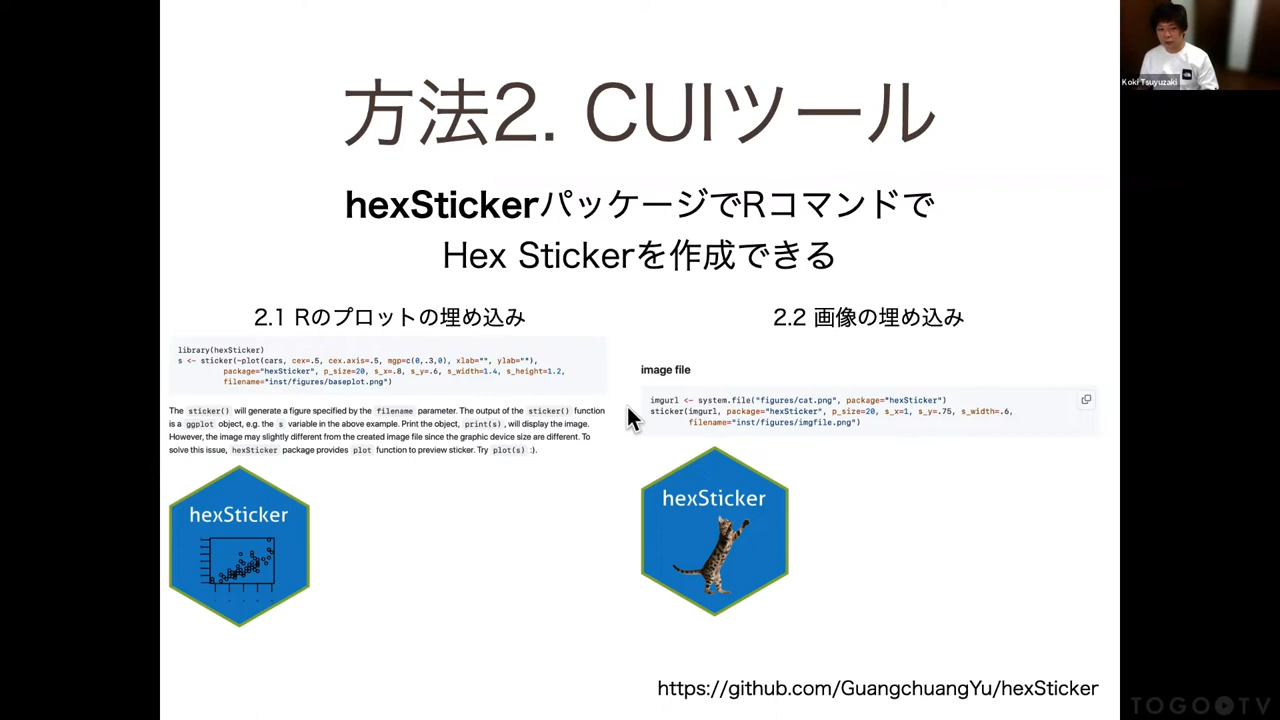 方法2. CUIツール
hexStickerパッケージでRコマンドで
Hex Stickerを作成できる
2.1 Rのプロットの埋め込み
library(hexSticker)
s <- sticker(~plot(cars, cex=.5, cex.axis=.5, mgp=c(0,.3,0), xlab="", ylab=""),
package="hexSticker", p_size=20, s_x=.8, s_y=.6, s_width=1.4, s_height=1.2,
filename="inst/figures/baseplot.png")
The sticker() will generate a figure specified by the filename parameter. The output of the sticker() function
is a ggplot object, e.g. the s variable in the above example. Print the object, print(s), will display the image.
However, the image may slightly different from the created image file since the graphic device size are different. To
solve this issue, hexSticker package provides plot function to preview sticker. Try plot(s) :).
hexSticker
2.2 画像の埋め込み
image file
imgurl <- system.file("figures/cat.png", package="hexSticker")
sticker(imgurl, package="hexSticker", p_size=20, s_x=1, s_y=.75, s_width=.6,
filename="inst/figures/imgfile.png")
hexSticker
https://github.com/GuangchuangYu/hexSticker
Koki Tsuyuzaki
TOGO TV